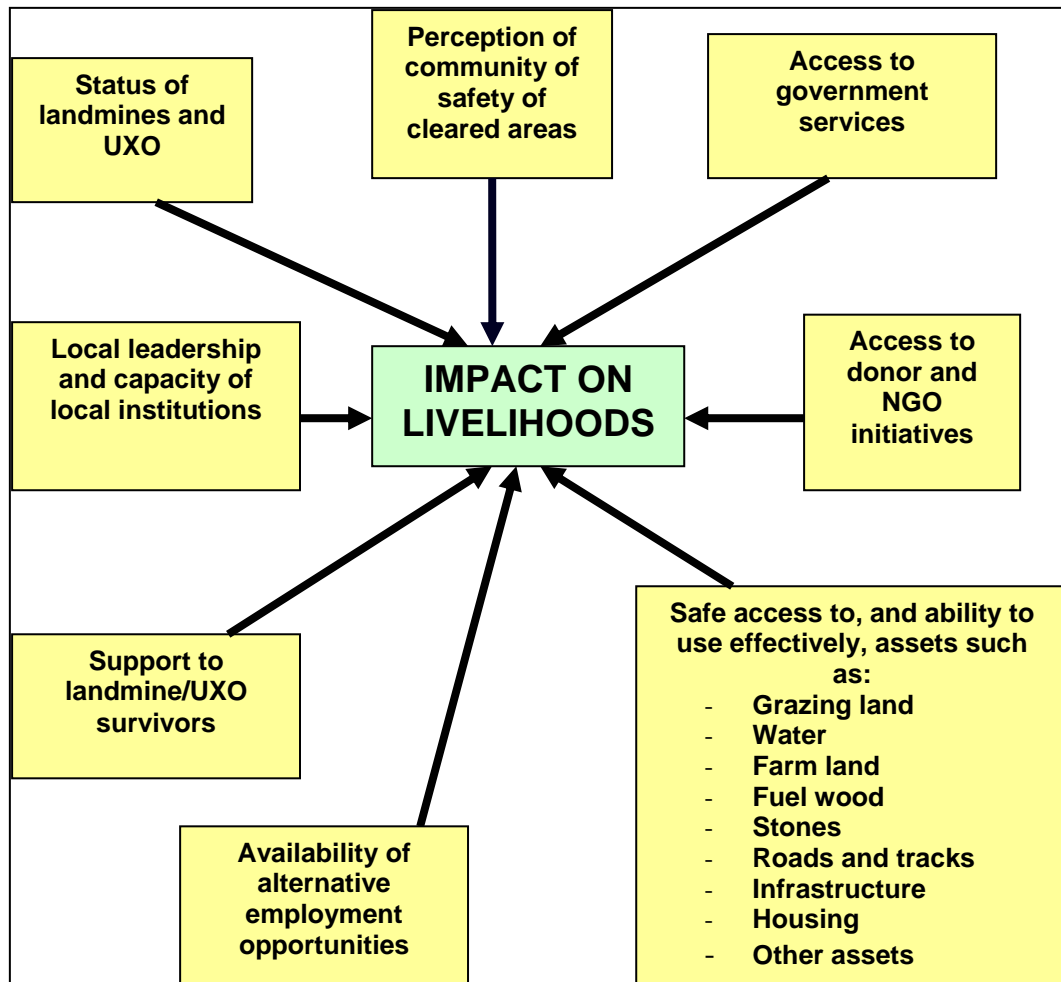 Status of
landmines and
UXO
Perception of
community of
safety of
cleared areas
Access to
government
services
Local leadership
and capacity of
local institutions
IMPACT ON
LIVELIHOODS
Access to
donor and
NGO
initiatives
Support to
landmine/UXO
survivors
Availability of
alternative
employment
opportunities
Safe access to, and ability to
use effectively, assets such
as:
- Grazing land
- Water
- Farm land
- Fuel wood
- Stones
- Roads and tracks
- Infrastructure
- Housing
- Other assets